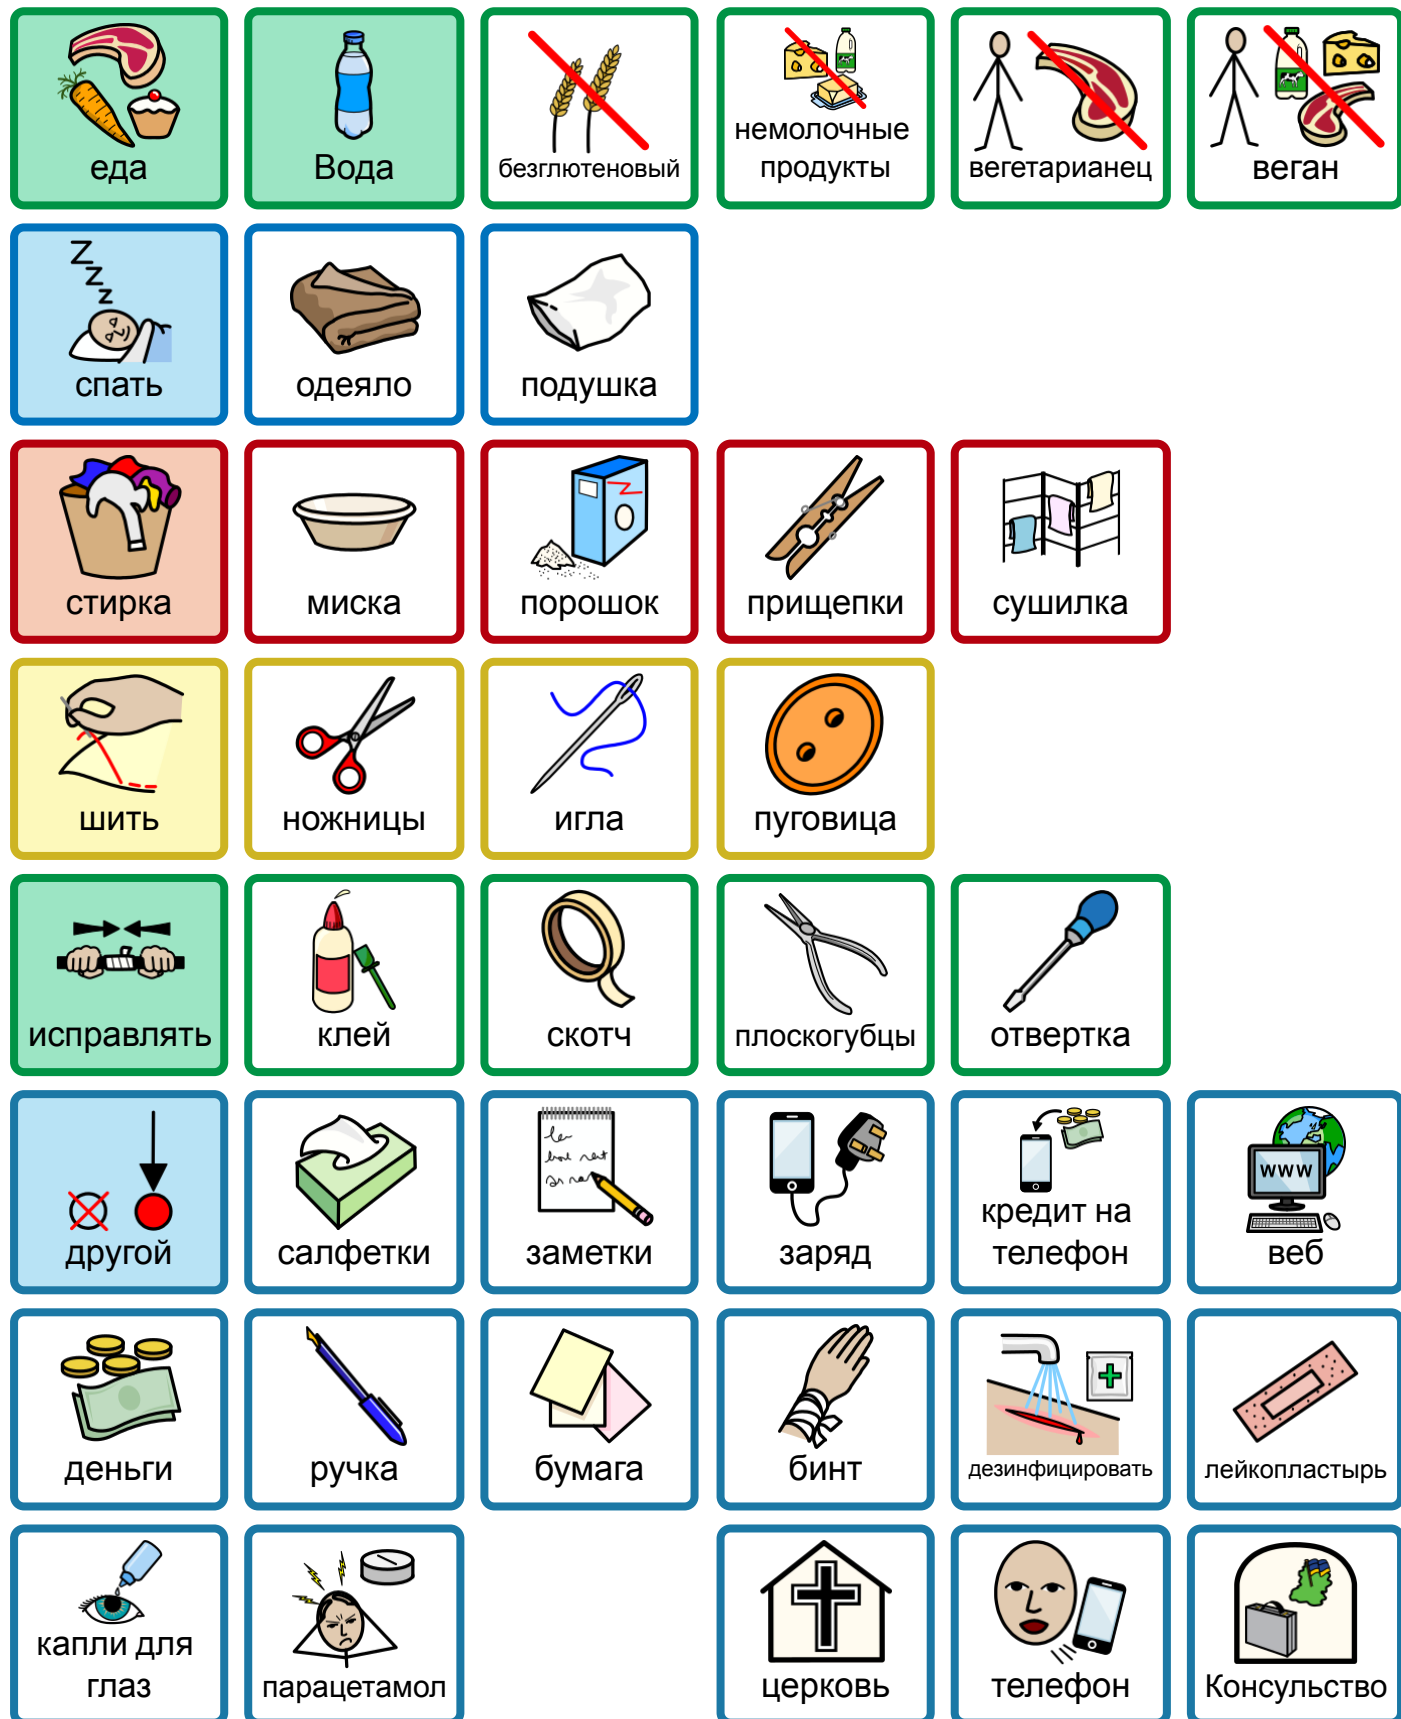 еда
Вода
безглютеновый
немолочные
продукты
вегетарианец
веган
спать
одеяло
подушка
стирка
миска
порошок
прищепки
сушилка
шить
ножницы
игла
пуговица
исправлять
клей
скотч
плоскогубцы
отвертка
другой
салфетки
заметки
заряд
кредит на
телефон
www
веб
деньги
ручка
бумага
бинт
дезинфицировать
лейкопластырь
капли для
глаз
парацетамол
церковь
телефон
Консульство